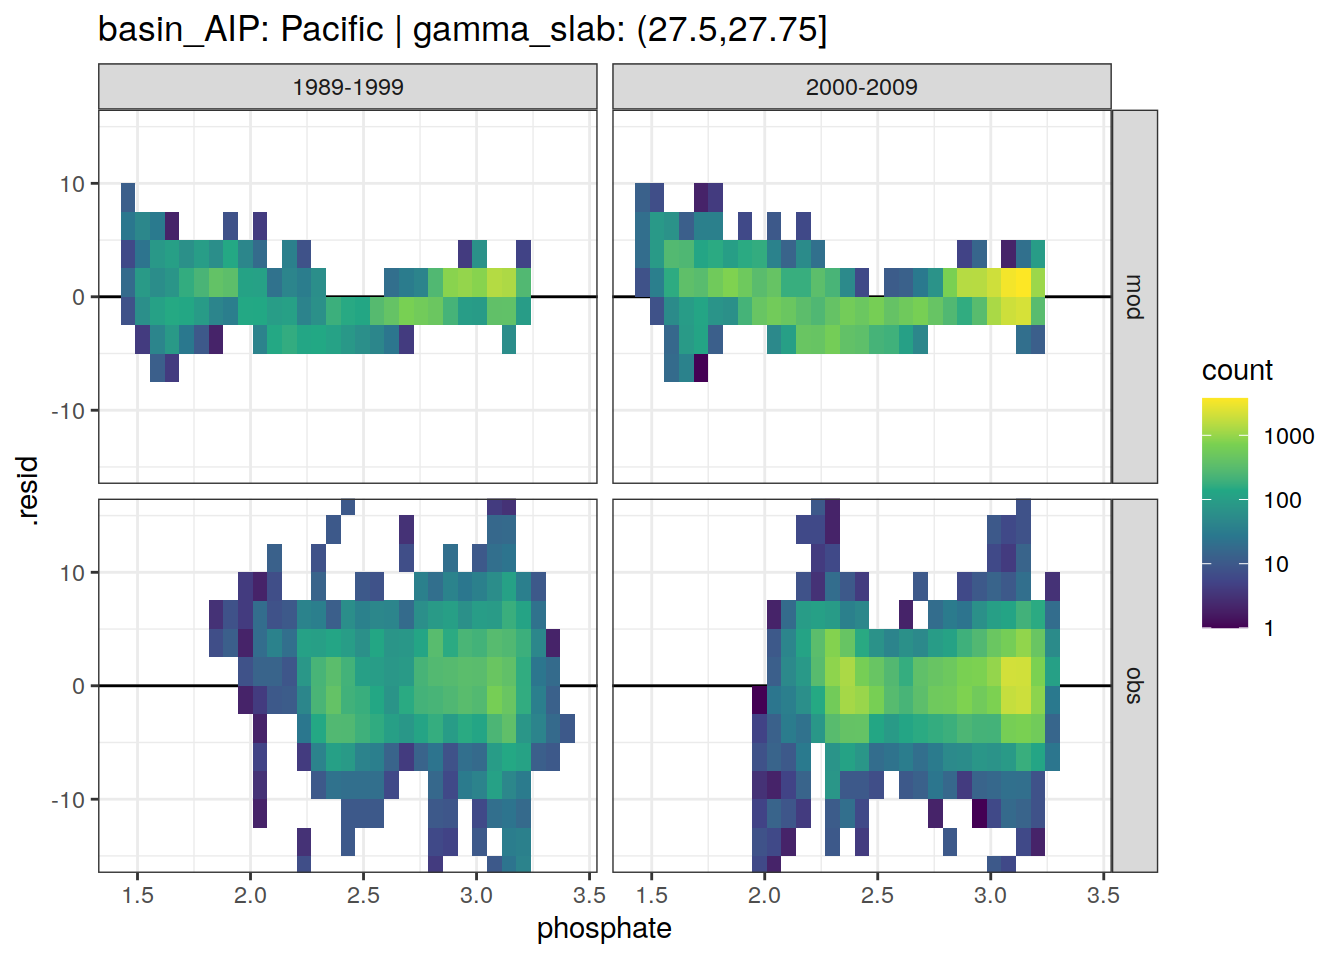 basin_AIP: Pacific | gamma_slab: (27.5,27.75]
1989-1999 2000-2009
10
0
-10
mod
10
0
-10
obs
.resid
1.5 2.0 2.5 3.0 3.5 1.5 2.0 2.5 3.0 3.5
phosphate
count
1000
100
10
1